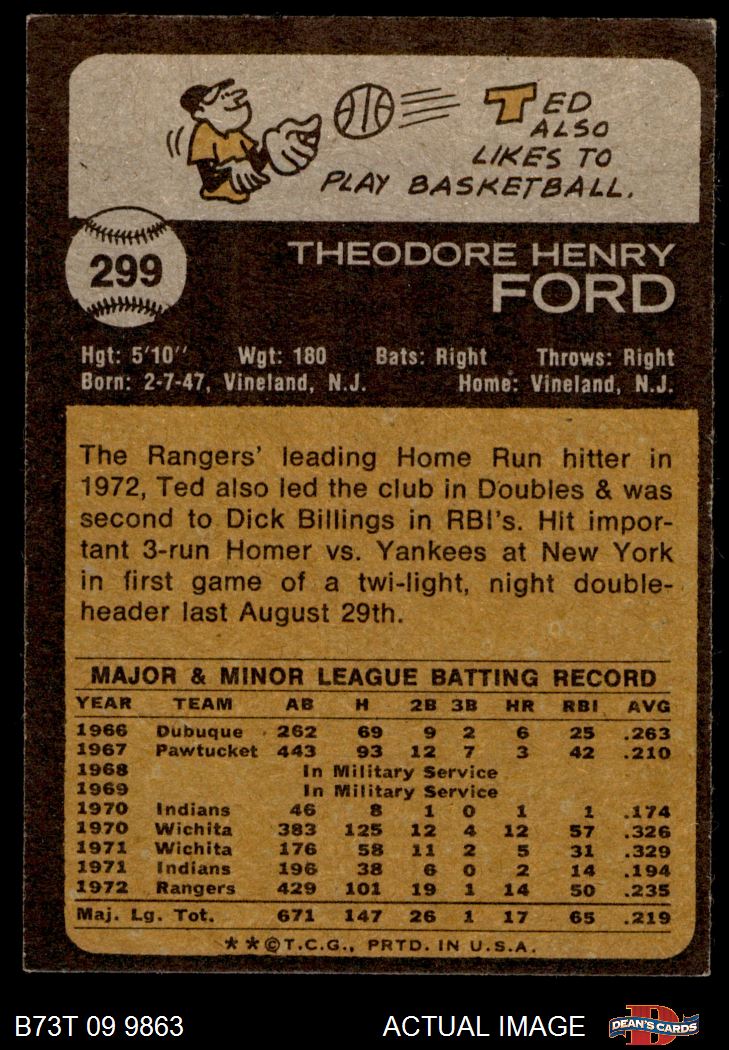 TED
ALSO
LIKES TO
PLAY BASKETBALL.
299
THEODORE HENRY
FORD
Hgt: 5'10'' Wgt: 180 Bats: Right Throws: Right
Born: 2-7-47, Vineland, N.J. Home: Vineland, N.J.
The Rangers' leading Home Run hitter in
1972, Ted also led the club in Doubles & was
second to Dick Billings in RBI's. Hit impor-
tant 3-run Homer vs. Yankees at New York
in first game of a twi-light, night double-
header last August 29th.
MAJOR & MINOR LEAGUE BATTING RECORD
YEAR TEAM AB H 2B 3B HR RBI AVG
1966 Dubuque 262 69 9 2 6 25 .263
1967 Pawtucket 443 93 12 7 3 42 .210
1968 In Military Service
1969 In Military Service
1970 Indians 46 8 1 0 1 1 .174
1970 Wichita 383 125 12 4 12 57 .326
1971 Wichita 176 58 11 2 5 31 .329
1971 Indians 196 38 6 0 2 14 .194
1972 Rangers 429 101 19 1 14 50 .235
Maj. Lg. Tot. 671 147 26 1 17 65 .219
**©T.C.G., PRTD. IN U.S.A.
B73T 09 9863 ACTUAL IMAGE DEAN'S CARDS